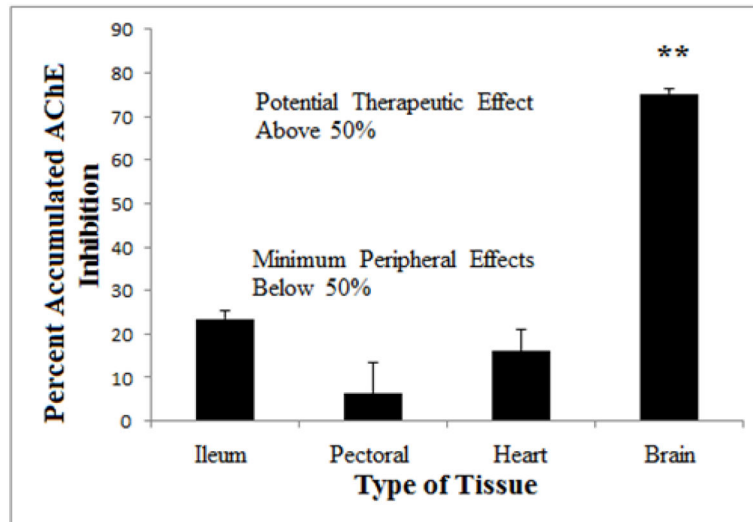 Percent Accumulated AChE
Inhibition
90
80
70
60
50
40
30
20
10
0
**
Potential Therapeutic Effect
Above 50%
Minimum Peripheral Effects
Below 50%
Ileum
Pectoral
Heart
Brain
Type of Tissue